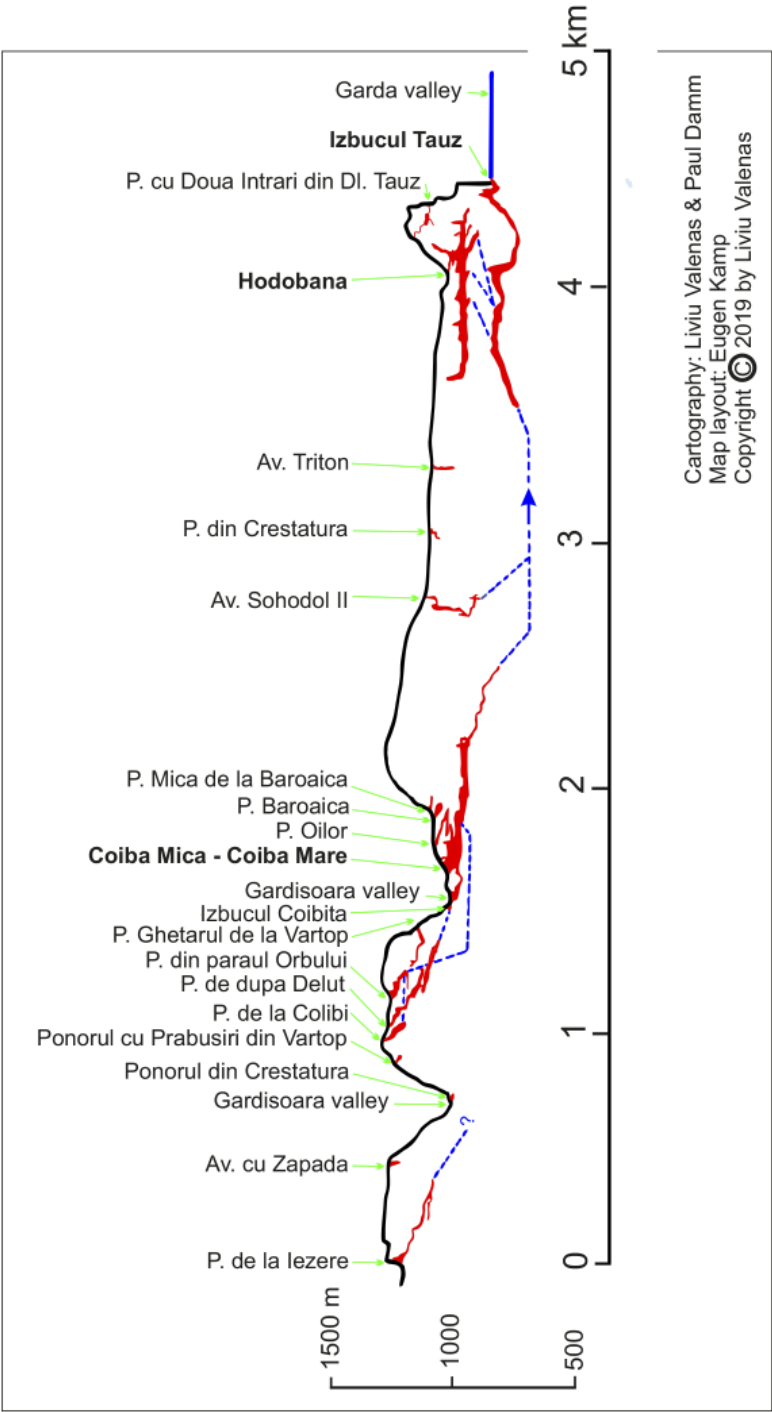 Garda valley
Izbucul Tauz
P. cu Doua Intrari din Dl. Tauz
Hodobana
Av. Triton
P. din Crestatura
Av. Sohodol II
P. Mica de la Baroaica
P. Baroaica
P. Oilor
Coiba Mica - Coiba Mare
Gardisoara valley
Izbucul Coibita
P. Ghetarul de la Vartop
P. din paraul Orbului
P. de dupa Delut
P. de la Colibi
Ponorul cu Prabusiri din Vartop
Ponorul din Crestatura
Gardisoara valley
Av. cu Zapada
P. de la Iezere
?
1500 m
1000
500
0
1
2
3
4
5 km
Cartography: Liviu Valenas & Paul Damm
Map layout: Eugen Kamp
Copyright © 2019 by Liviu Valenas